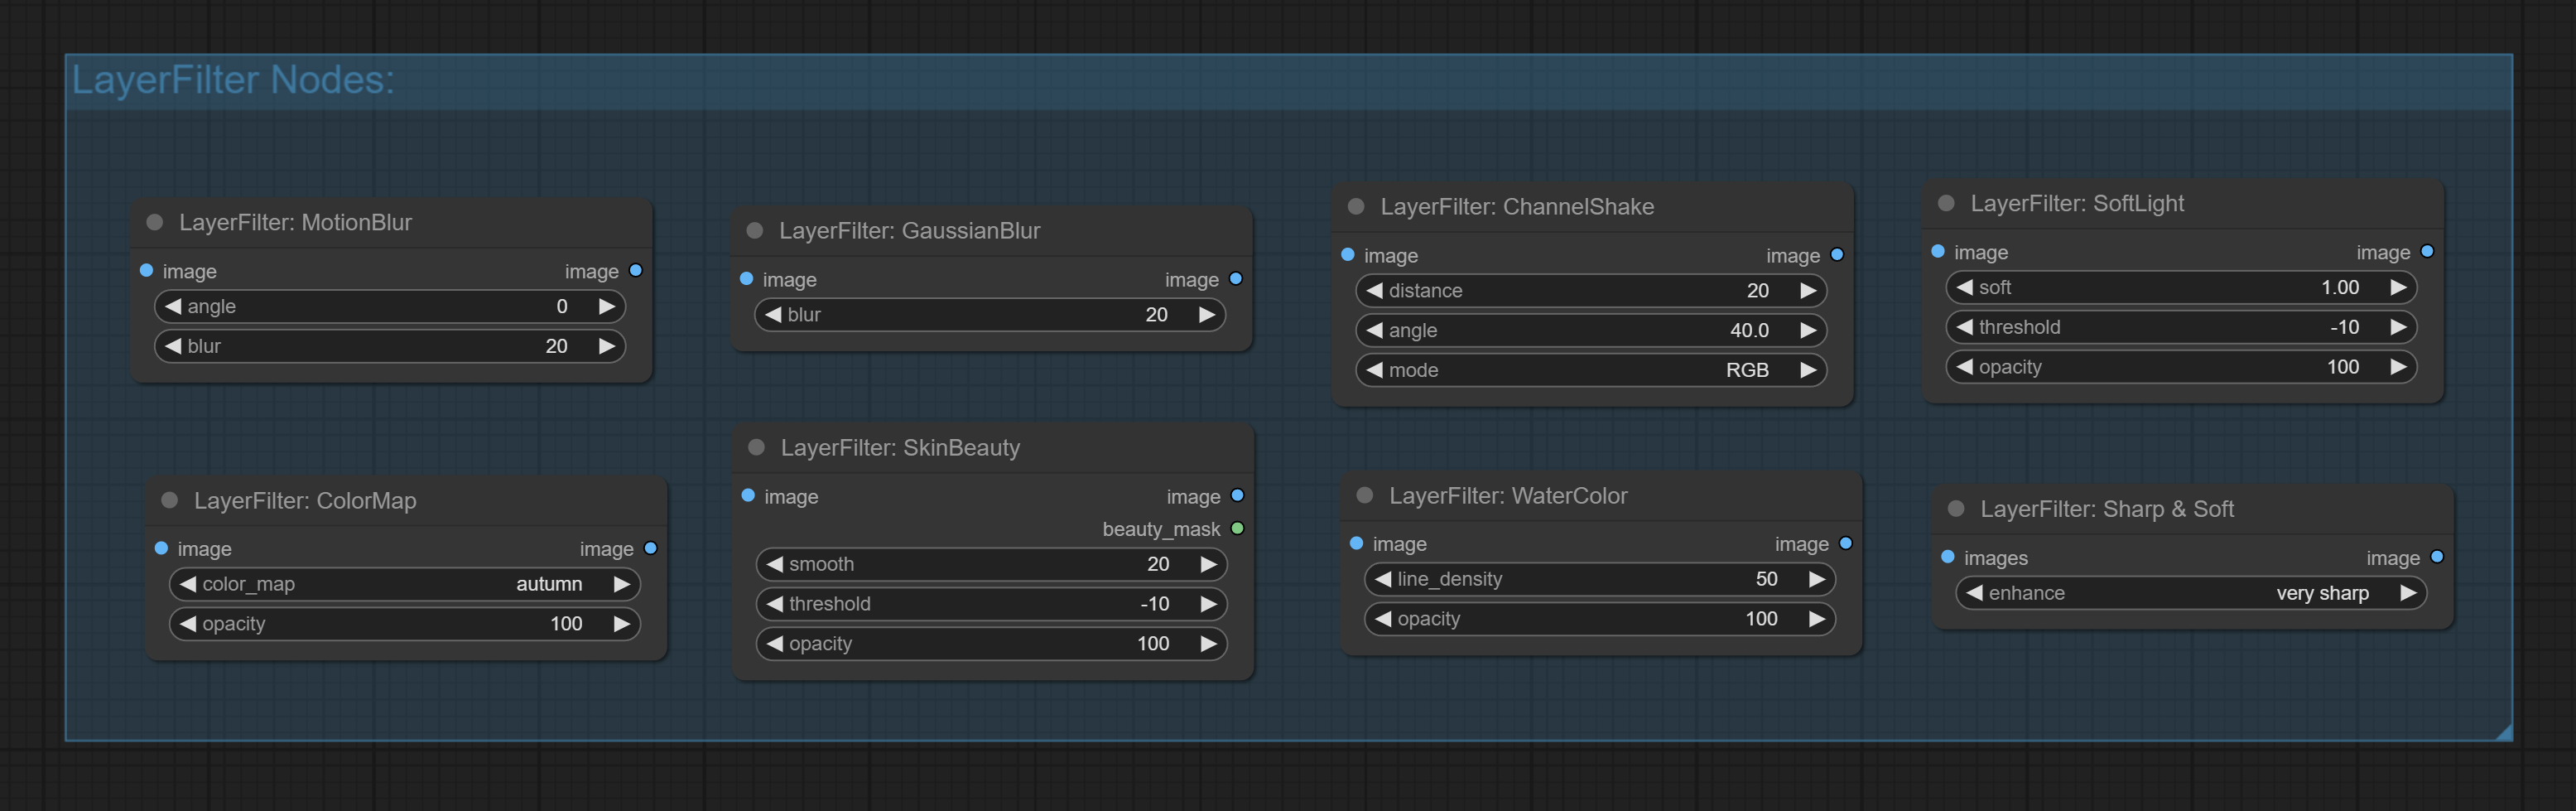 LayerFilter Nodes:
LayerFilter: MotionBlur
image image
angle 0
blur 20
LayerFilter: GaussianBlur
image image
blur 20
LayerFilter: ChannelShake
image image
distance 20
angle 40.0
mode RGB
LayerFilter: SoftLight
image image
soft 1.00
threshold -10
opacity 100
LayerFilter: ColorMap
image image
color_map autumn
opacity 100
LayerFilter: SkinBeauty
image image
beauty_mask
smooth 20
threshold -10
opacity 100
LayerFilter: WaterColor
image image
line_density 50
opacity 100
LayerFilter: Sharp & Soft
images image
enhance very sharp